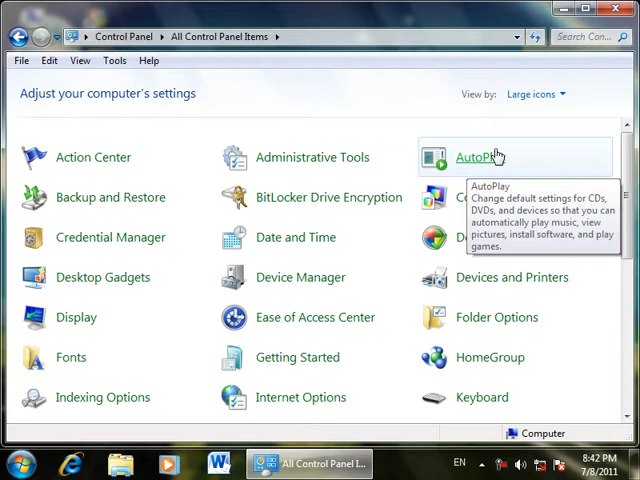 Control Panel All Control Panel Items
Search Con...
File Edit View Tools Help
Adjust your computer's settings
View by: Large icons
Action Center
Administrative Tools
AutoPl
Backup and Restore
BitLocker Drive Encryption
Credential Manager
Date and Time
AutoPlay
Change default settings for CDs,
DVDs, and devices so that you can
automatically play music, view
pictures, install software, and play
games.
Desktop Gadgets
Device Manager
Devices and Printers
Display
Ease of Access Center
Folder Options
Fonts
Getting Started
HomeGroup
Indexing Options
Internet Options
Keyboard
Computer
All Control Panel I...
EN
8:42 PM
7/8/2011